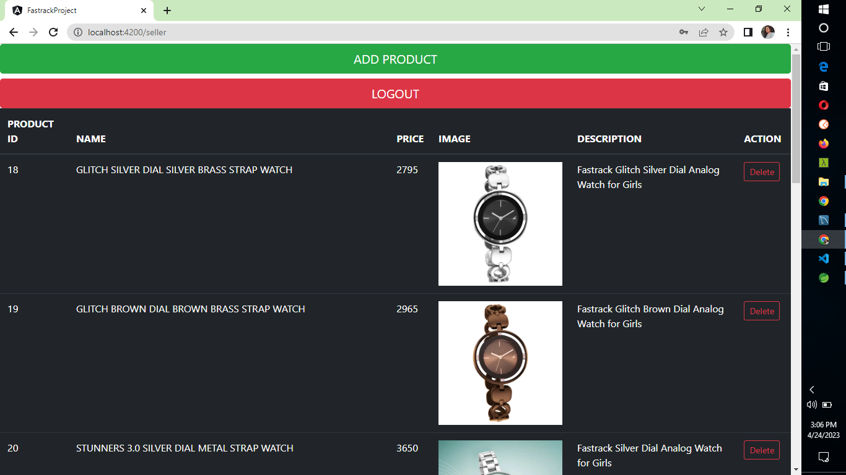 FastrackProject
localhost:4200/seller
ADD PRODUCT
LOGOUT
PRODUCT
ID NAME PRICE IMAGE DESCRIPTION ACTION
18 GLITCH SILVER DIAL SILVER BRASS STRAP WATCH 2795 Fastrack Glitch Silver Dial Analog Delete
Watch for Girls
19 GLITCH BROWN DIAL BROWN BRASS STRAP WATCH 2965 Fastrack Glitch Brown Dial Analog Delete
Watch for Girls
20 STUNNERS 3.0 SILVER DIAL METAL STRAP WATCH 3650 Fastrack Silver Dial Analog Watch Delete
for Girls
3:06 PM
4/24/2023